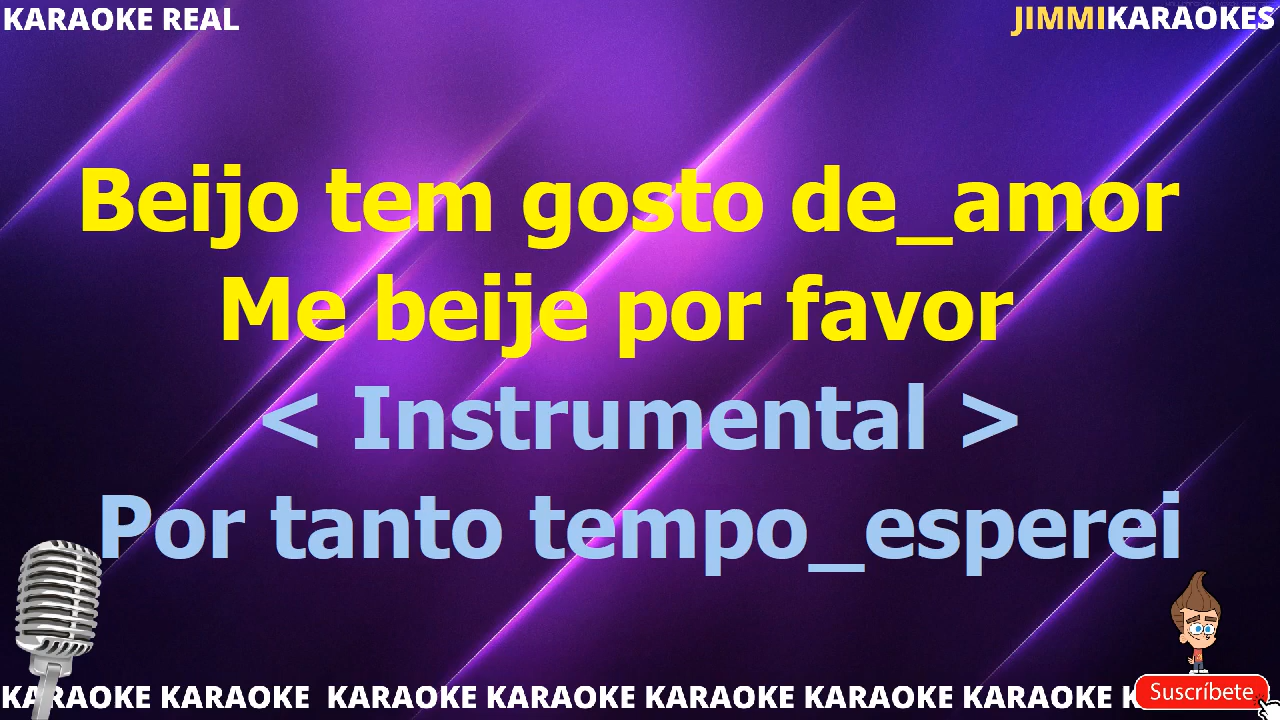 KARAOKE REAL
JIMMIKARAOKES
Beijo tem gosto de_amor
Me beije por favor
< Instrumental >
Por tanto tempo_esperei
KARAOKE KARAOKE KARAOKE KARAOKE KARAOKE KARAOKE KARAOKE K
Suscríbete